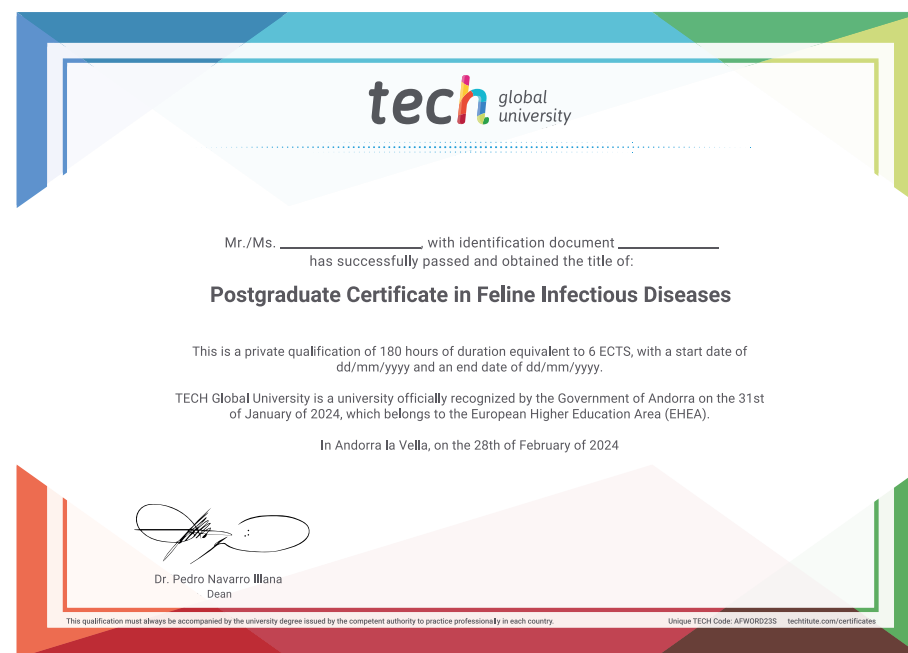 tech global university
Mr./Ms. ____________________, with identification document ______________
has successfully passed and obtained the title of:
Postgraduate Certificate in Feline Infectious Diseases
This is a private qualification of 180 hours of duration equivalent to 6 ECTS, with a start date of
dd/mm/yyyy and an end date of dd/mm/yyyy.
TECH Global University is a university officially recognized by the Government of Andorra on the 31st
of January of 2024, which belongs to the European Higher Education Area (EHEA).
In Andorra la Vella, on the 28th of February of 2024
Dr. Pedro Navarro Illana
Dean
This qualification must always be accompanied by the university degree issued by the competent authority to practice professionally in each country.
Unique TECH Code: AFWORD23S techtitute.com/certificates